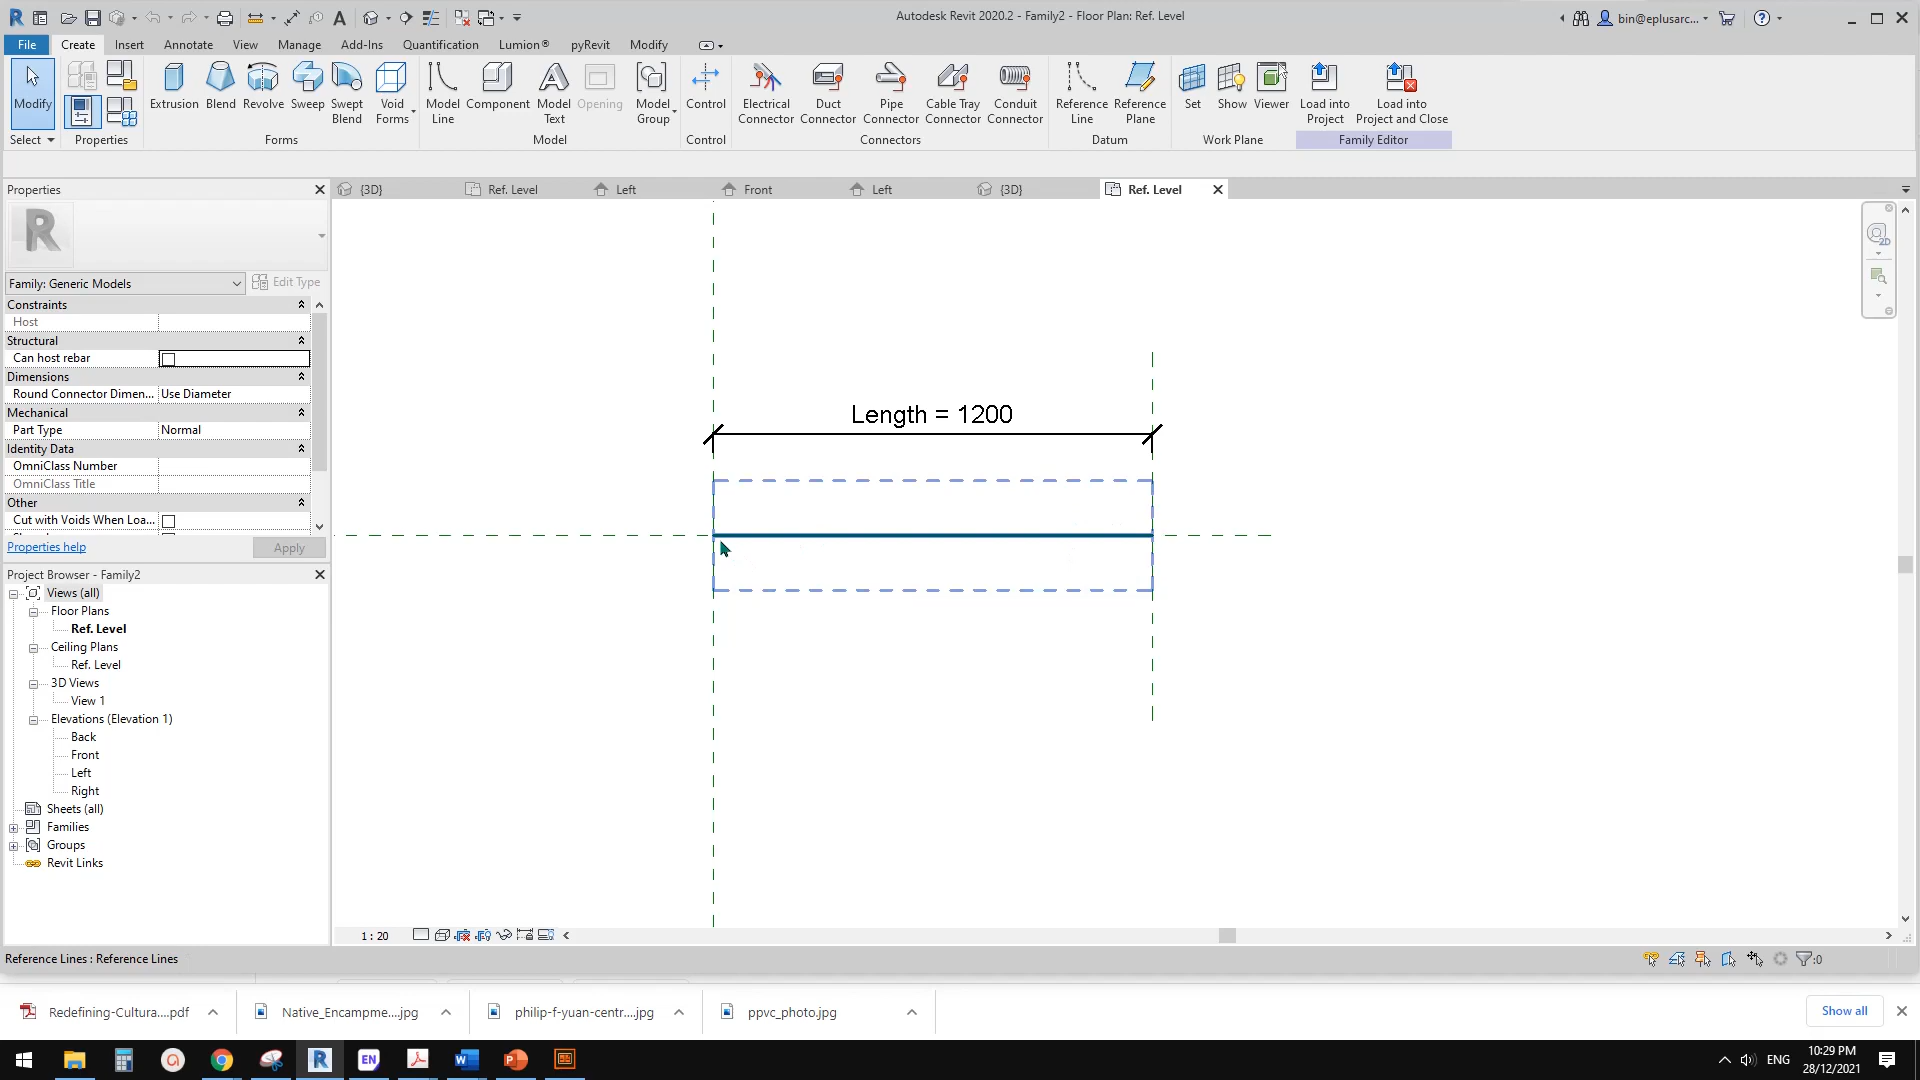 Autodesk Revit 2020.2 - Family2 - Floor Plan: Ref. Level
bin@eplusarc...
File Create Insert Annotate View Manage Add-Ins Quantification Lumion® pyRevit Modify
Modify
Extrusion Blend Revolve Sweep Swept Blend Void Forms
Model Line Component Model Text Opening Model Group
Control
Electrical Connector Duct Connector Pipe Connector Cable Tray Connector Conduit Connector
Reference Line Reference Plane
Set Show Viewer
Load into Project Load into Project and Close
Select Properties Forms Model Control Connectors Datum Work Plane Family Editor
Properties
{3D} Ref. Level Left Front Left {3D} Ref. Level
R
2D
Family: Generic Models Edit Type
Constraints
Host
Structural
Can host rebar
Dimensions
Round Connector Dimen... Use Diameter
Mechanical
Part Type Normal
Identity Data
OmniClass Number
OmniClass Title
Other
Cut with Voids When Loa...
Properties help Apply
Length = 1200
Project Browser - Family2
Views (all)
Floor Plans
Ref. Level
Ceiling Plans
Ref. Level
3D Views
View 1
Elevations (Elevation 1)
Back
Front
Left
Right
Sheets (all)
Families
Groups
Revit Links
1 : 20
Reference Lines : Reference Lines
:0
Redefining-Cultura....pdf Native_Encampme....jpg philip-f-yuan-centr....jpg ppvc_photo.jpg Show all
EN
ENG
10:29 PM
28/12/2021